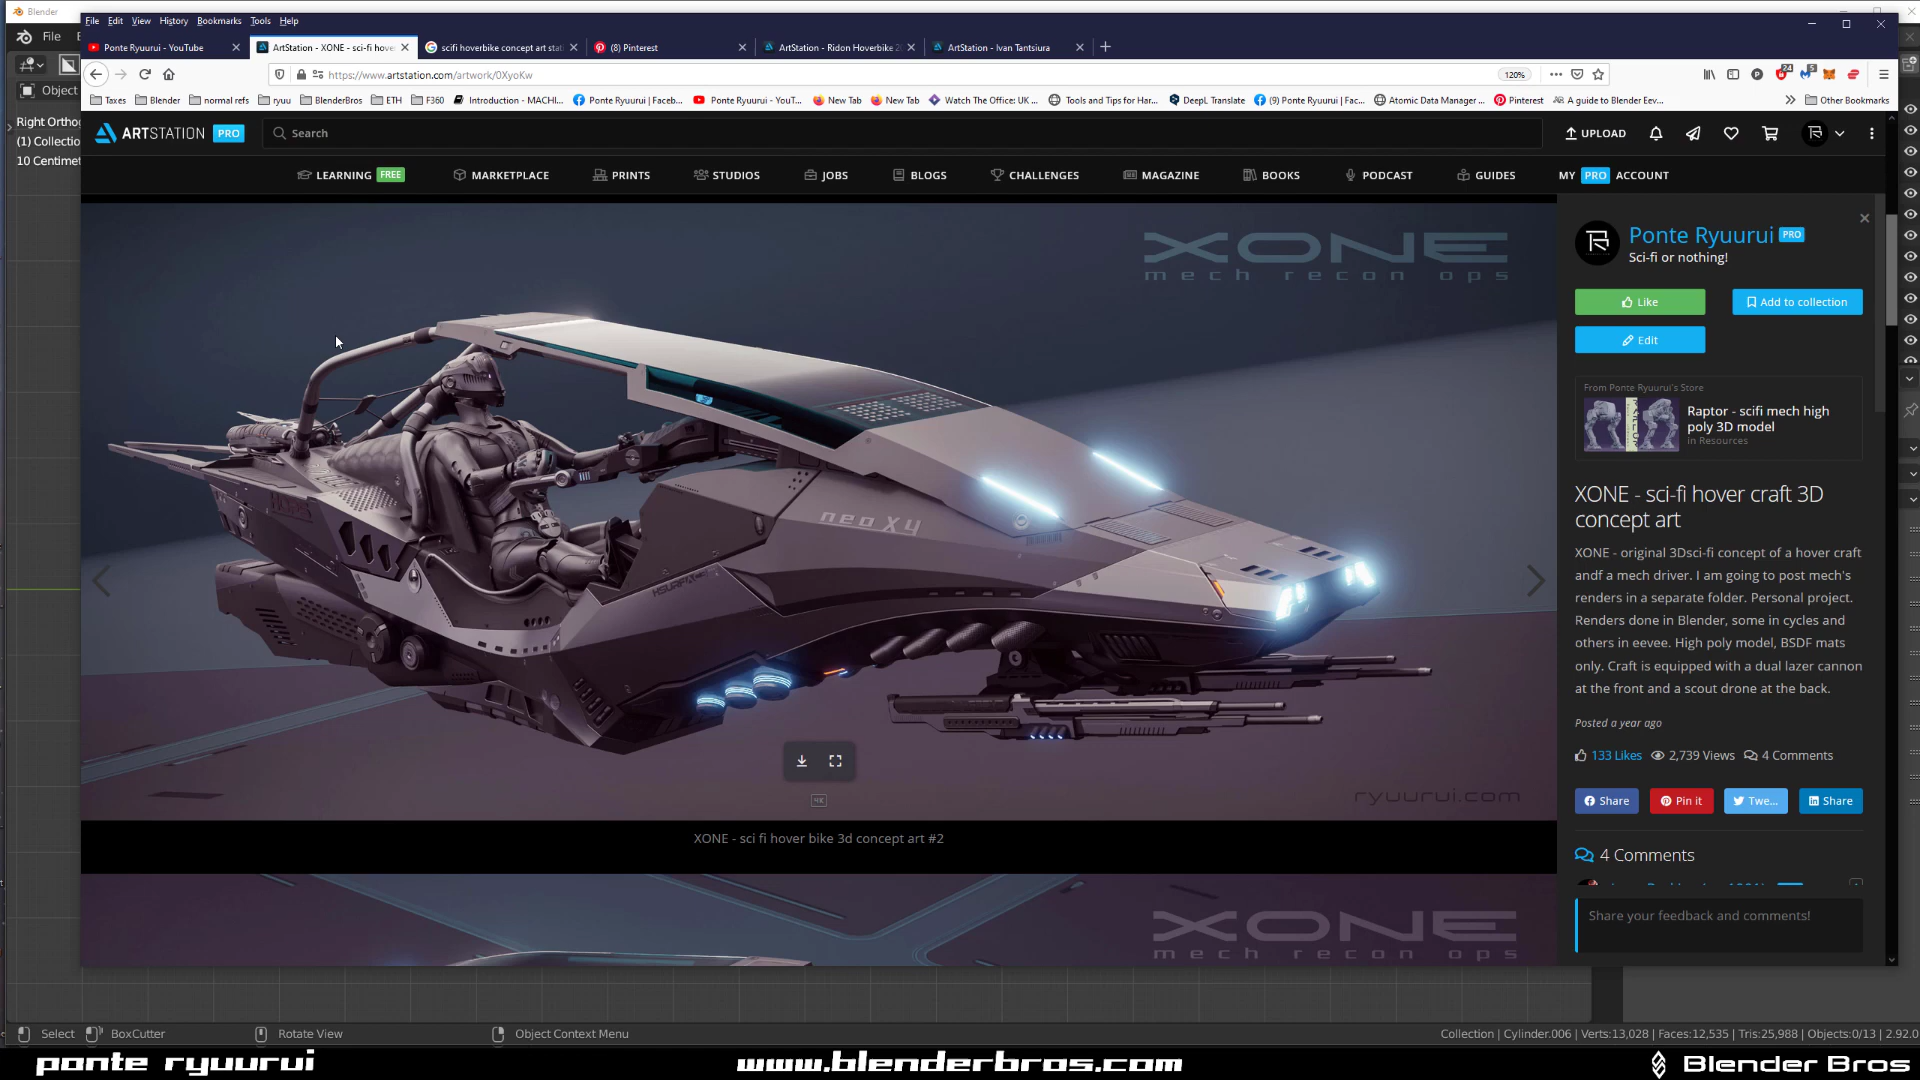 Blender
File
Object
Right Orthog
(1) Collectio
10 Centimet
File Edit View History Bookmarks Tools Help
Ponte Ryuurui - YouTube
ArtStation - XONE - sci-fi hove
scifi hoverbike concept art stat
(8) Pinterest
ArtStation - Ridon Hoverbike 2
ArtStation - Ivan Tantsiura
https://www.artstation.com/artwork/0XyoKw
120%
24
5
Taxes
Blender
normal refs
ryuu
BlenderBros
ETH
F360
Introduction - MACHI...
Ponte Ryuurui | Faceb...
Ponte Ryuurui - YouT...
New Tab
New Tab
Watch The Office: UK ...
Tools and Tips for Har...
DeepL Translate
(9) Ponte Ryuurui | Fac...
Atomic Data Manager ...
Pinterest
A guide to Blender Eev...
Other Bookmarks
ARTSTATION PRO
Search
UPLOAD
LEARNING FREE
MARKETPLACE
PRINTS
STUDIOS
JOBS
BLOGS
CHALLENGES
MAGAZINE
BOOKS
PODCAST
GUIDES
MY PRO ACCOUNT
XONE
mech recon ops
neoXy
HSURFACE
ryuurui.com
4K
XONE - sci fi hover bike 3d concept art #2
XONE
mech recon ops
Ponte Ryuurui PRO
Sci-fi or nothing!
Like
Add to collection
Edit
From Ponte Ryuurui's Store
Raptor - scifi mech high
poly 3D model
in Resources
XONE - sci-fi hover craft 3D
concept art
XONE - original 3Dsci-fi concept of a hover craft
andf a mech driver. I am going to post mech's
renders in a separate folder. Personal project.
Renders done in Blender, some in cycles and
others in eevee. High poly model, BSDF mats
only. Craft is equipped with a dual lazer cannon
at the front and a scout drone at the back.
Posted a year ago
133 Likes 2,739 Views 4 Comments
Share
Pin it
Twe...
Share
4 Comments
Share your feedback and comments!
Select
BoxCutter
Rotate View
Object Context Menu
Collection | Cylinder.006 | Verts:13,028 | Faces:12,535 | Tris:25,988 | Objects:0/13 | 2.92.0
ponte ryuurui
www.blenderbros.com
Blender Bros